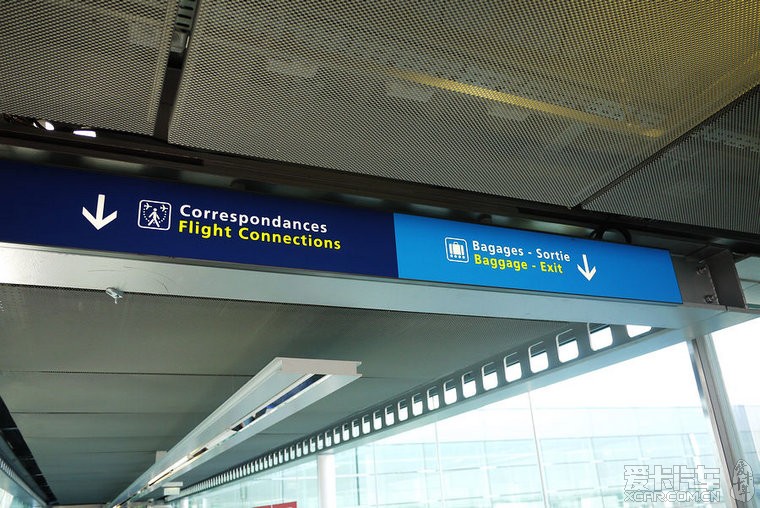 Correspondances
Flight Connections
Bagages - Sortie
Baggage - Exit
爱卡汽车
XCAR.COM.CN